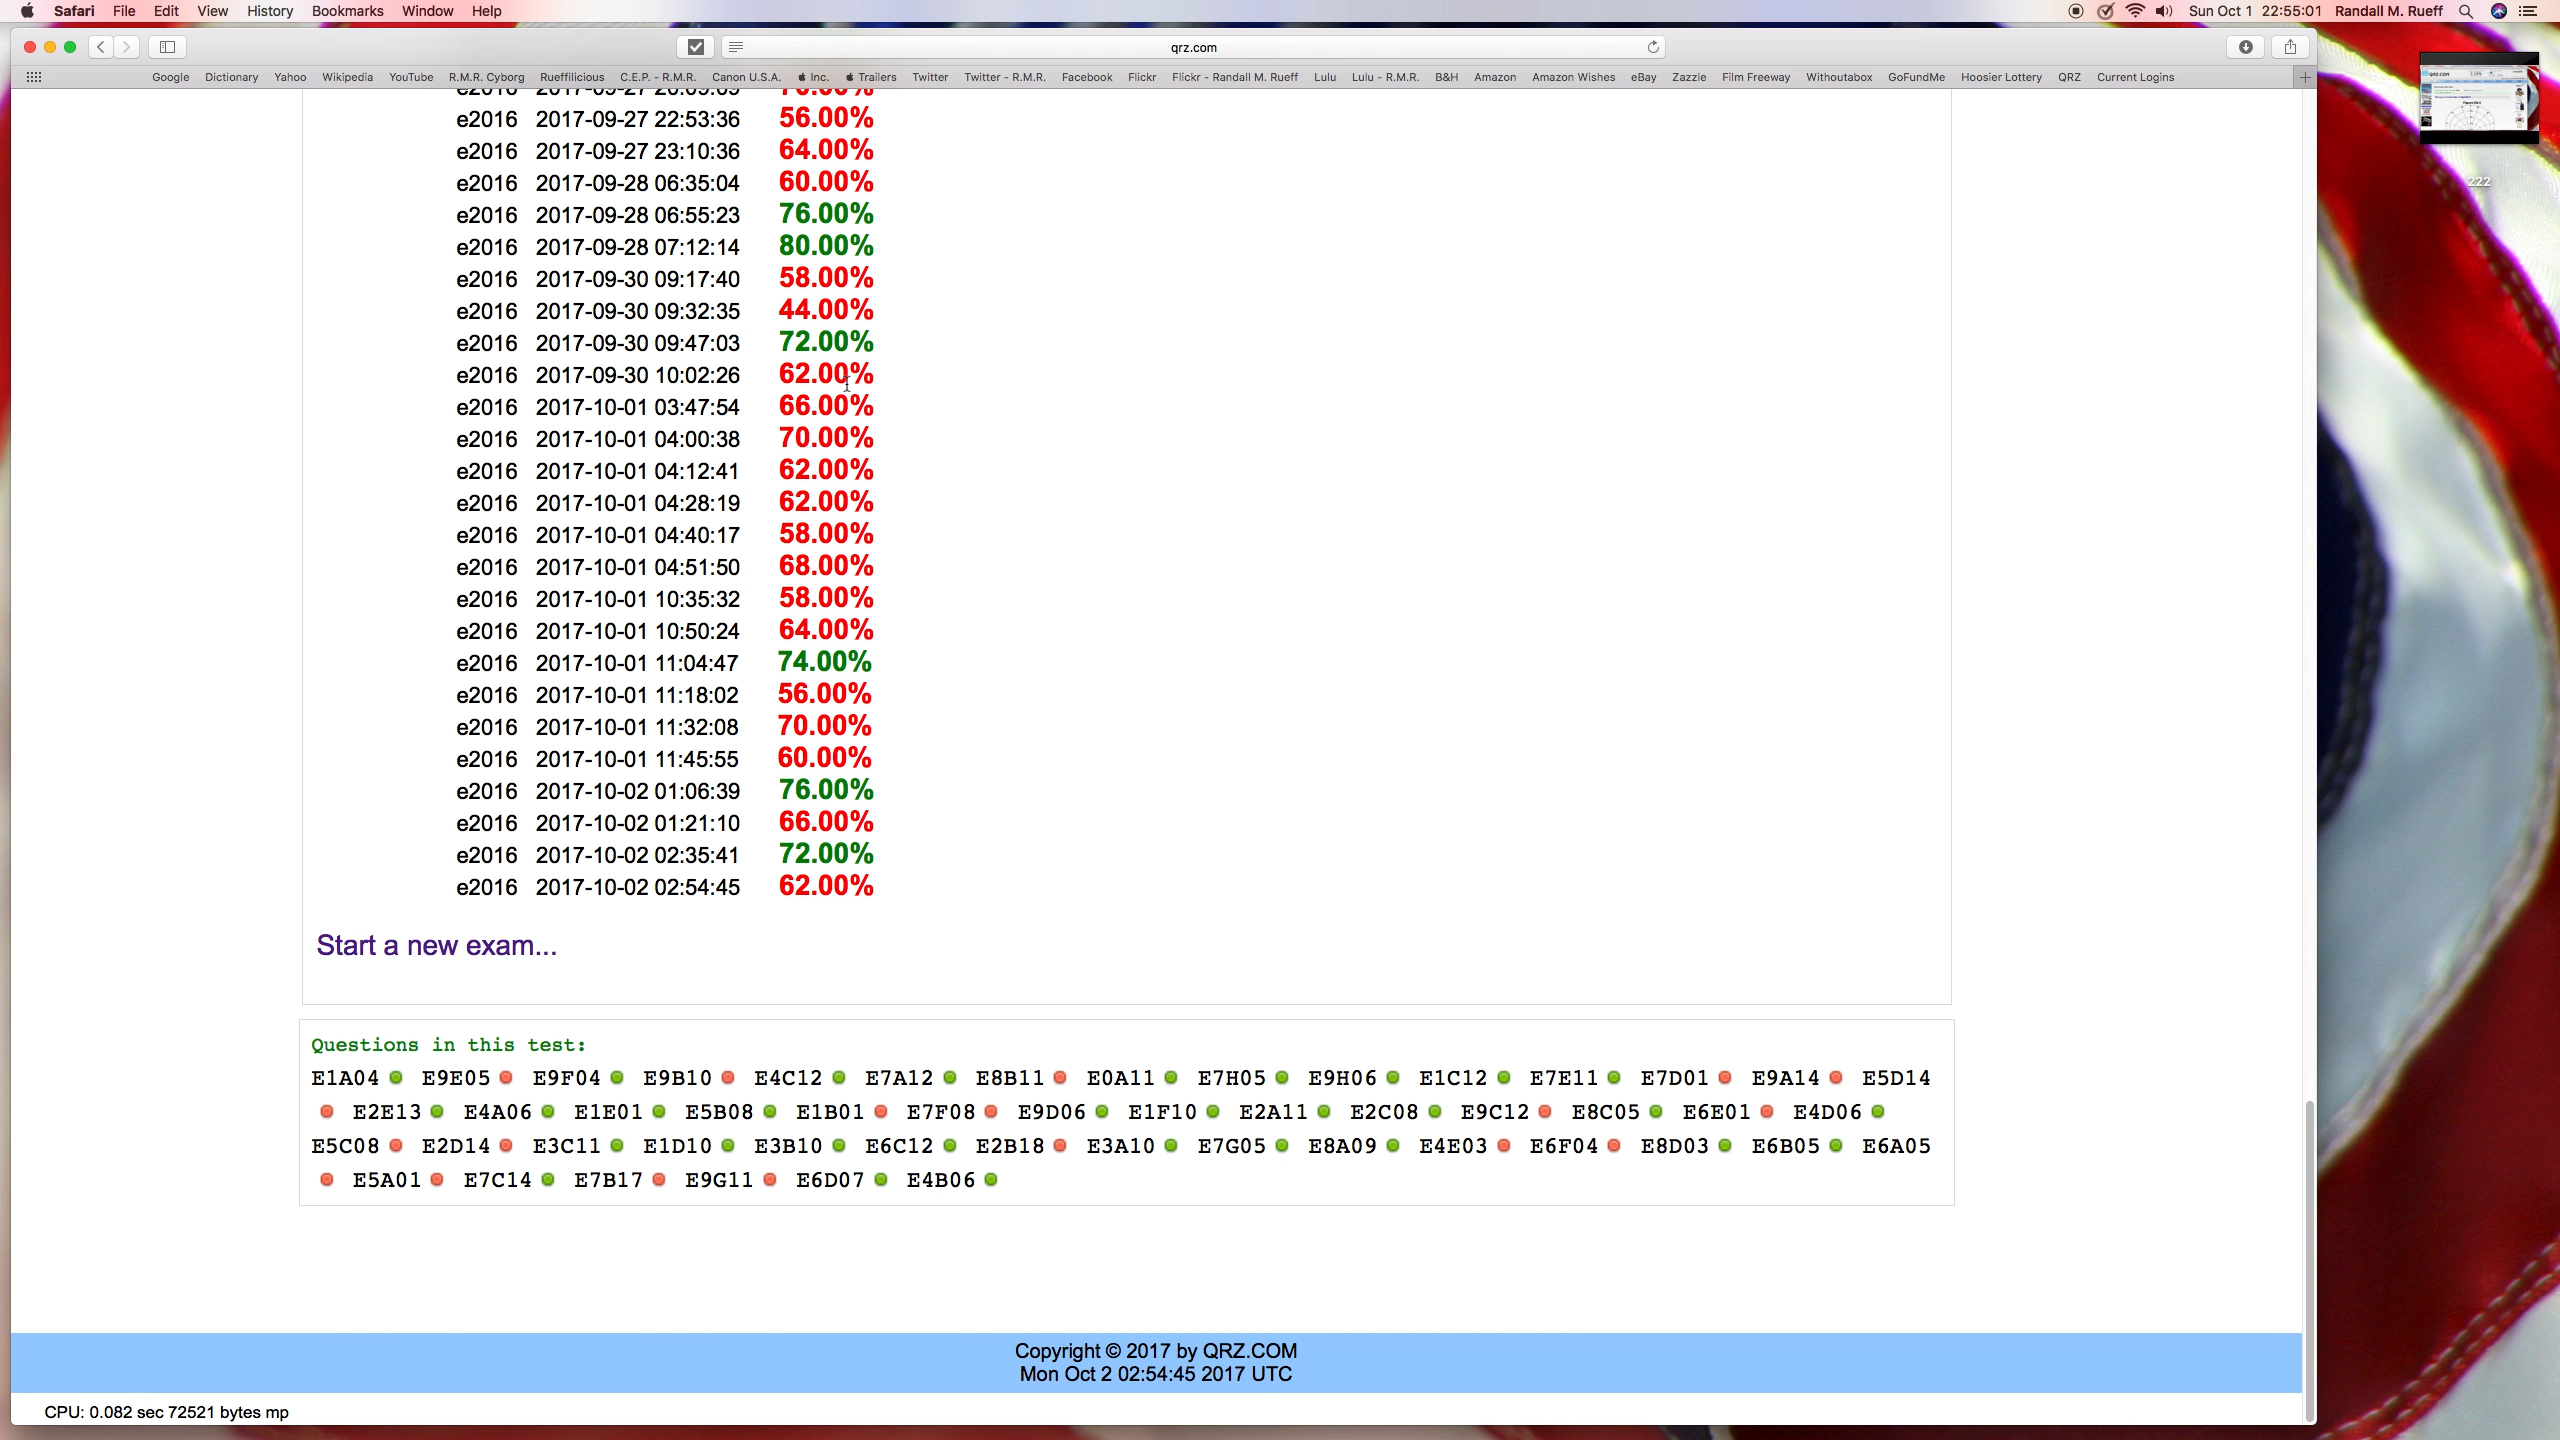 Safari File Edit View History Bookmarks Window Help Sun Oct 1 22:55:01 Randall M. Rueff
qrz.com
Google Dictionary Yahoo Wikipedia YouTube R.M.R. Cyborg Rueffilicious C.E.P. - R.M.R. Canon U.S.A. Inc. Trailers Twitter Twitter - R.M.R. Facebook Flickr Flickr - Randall M. Rueff Lulu Lulu - R.M.R. B&H Amazon Amazon Wishes eBay Zazzle Film Freeway Withoutabox GoFundMe Hoosier Lottery QRZ Current Logins
222
e2016 2017-09-27 22:53:36 56.00%
e2016 2017-09-27 23:10:36 64.00%
e2016 2017-09-28 06:35:04 60.00%
e2016 2017-09-28 06:55:23 76.00%
e2016 2017-09-28 07:12:14 80.00%
e2016 2017-09-30 09:17:40 58.00%
e2016 2017-09-30 09:32:35 44.00%
e2016 2017-09-30 09:47:03 72.00%
e2016 2017-09-30 10:02:26 62.00%
e2016 2017-10-01 03:47:54 66.00%
e2016 2017-10-01 04:00:38 70.00%
e2016 2017-10-01 04:12:41 62.00%
e2016 2017-10-01 04:28:19 62.00%
e2016 2017-10-01 04:40:17 58.00%
e2016 2017-10-01 04:51:50 68.00%
e2016 2017-10-01 10:35:32 58.00%
e2016 2017-10-01 10:50:24 64.00%
e2016 2017-10-01 11:04:47 74.00%
e2016 2017-10-01 11:18:02 56.00%
e2016 2017-10-01 11:32:08 70.00%
e2016 2017-10-01 11:45:55 60.00%
e2016 2017-10-02 01:06:39 76.00%
e2016 2017-10-02 01:21:10 66.00%
e2016 2017-10-02 02:35:41 72.00%
e2016 2017-10-02 02:54:45 62.00%
Start a new exam...
Questions in this test:
E1A04 E9E05 E9F04 E9B10 E4C12 E7A12 E8B11 E0A11 E7H05 E9H06 E1C12 E7E11 E7D01 E9A14 E5D14
E2E13 E4A06 E1E01 E5B08 E1B01 E7F08 E9D06 E1F10 E2A11 E2C08 E9C12 E8C05 E6E01 E4D06
E5C08 E2D14 E3C11 E1D10 E3B10 E6C12 E2B18 E3A10 E7G05 E8A09 E4E03 E6F04 E8D03 E6B05 E6A05
E5A01 E7C14 E7B17 E9G11 E6D07 E4B06
Copyright © 2017 by QRZ.COM
Mon Oct 2 02:54:45 2017 UTC
CPU: 0.082 sec 72521 bytes mp